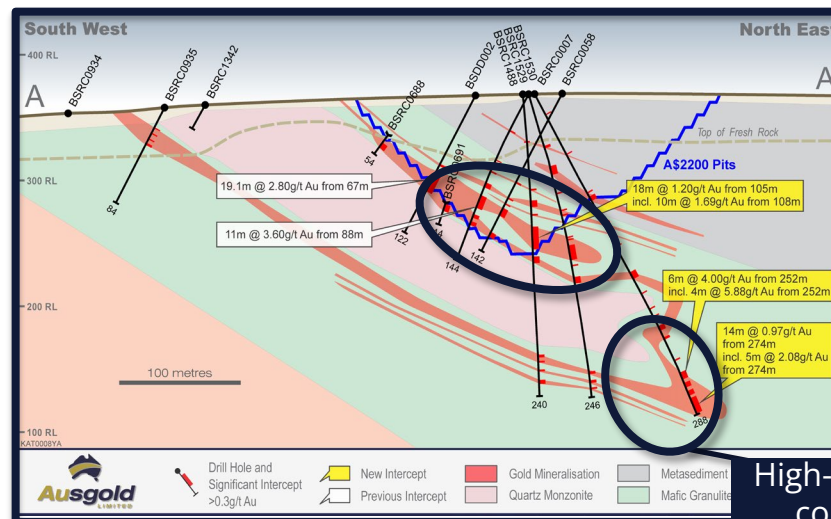 South West
North Eas
400 RL
300 RL
200 RL
100 RL
A
A
BSRC0934
BSRC0935
BSRC1342
BSRC0688
BSDD002
BSRC1488
BSRC1529
BSRC1530
BSRC0007
BSRC0058
Top of Fresh Rock
A$2200 Pits
54
84
122
144
142
240
246
288
19.1m @ 2.80g/t Au from 67m
11m @ 3.60g/t Au from 88m
18m @ 1.20g/t Au from 105m
incl. 10m @ 1.69g/t Au from 108m
6m @ 4.00g/t Au from 252m
incl. 4m @ 5.88g/t Au from 252m
14m @ 0.97g/t Au
from 274m
incl. 5m @ 2.08g/t Au
from 274m
100 metres
KAT0008YA
Ausgold
LIMITED
Drill Hole and
Significant Intercept
>0.3g/t Au
New Intercept
Previous Intercept
Gold Mineralisation
Quartz Monzonite
Metasediment
Mafic Granulite
High-
co